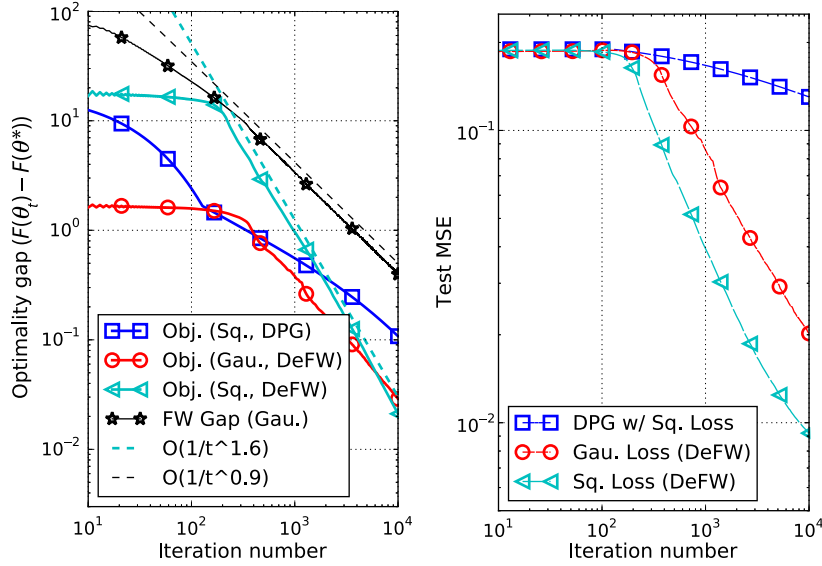 Optimality gap (F(θ_t) − F(θ*))
10^2
10^1
10^0
10^−1
10^−2
Obj. (Sq., DPG)
Obj. (Gau., DeFW)
Obj. (Sq., DeFW)
FW Gap (Gau.)
O(1/t^1.6)
O(1/t^0.9)
10^1 10^2 10^3 10^4
Iteration number
Test MSE
10^−1
10^−2
DPG w/ Sq. Loss
Gau. Loss (DeFW)
Sq. Loss (DeFW)
10^1 10^2 10^3 10^4
Iteration number